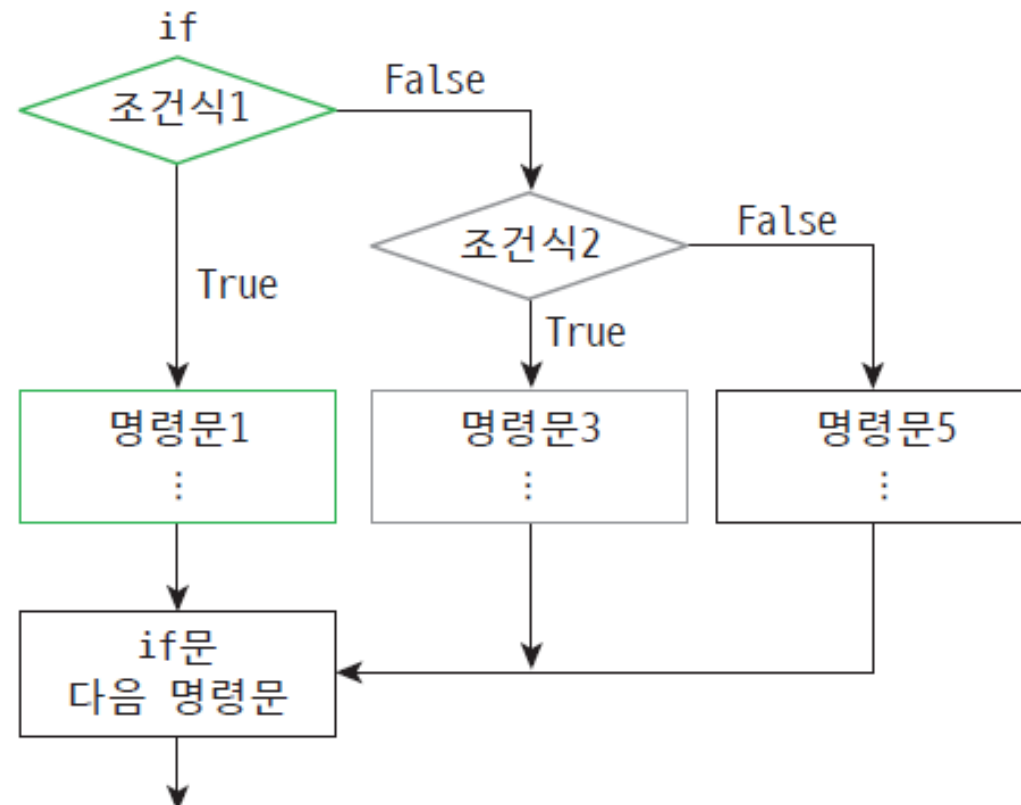 if
조건식1
False
조건식2
False
True
True
명령문1
⋮
명령문3
⋮
명령문5
⋮
if문
다음 명령문